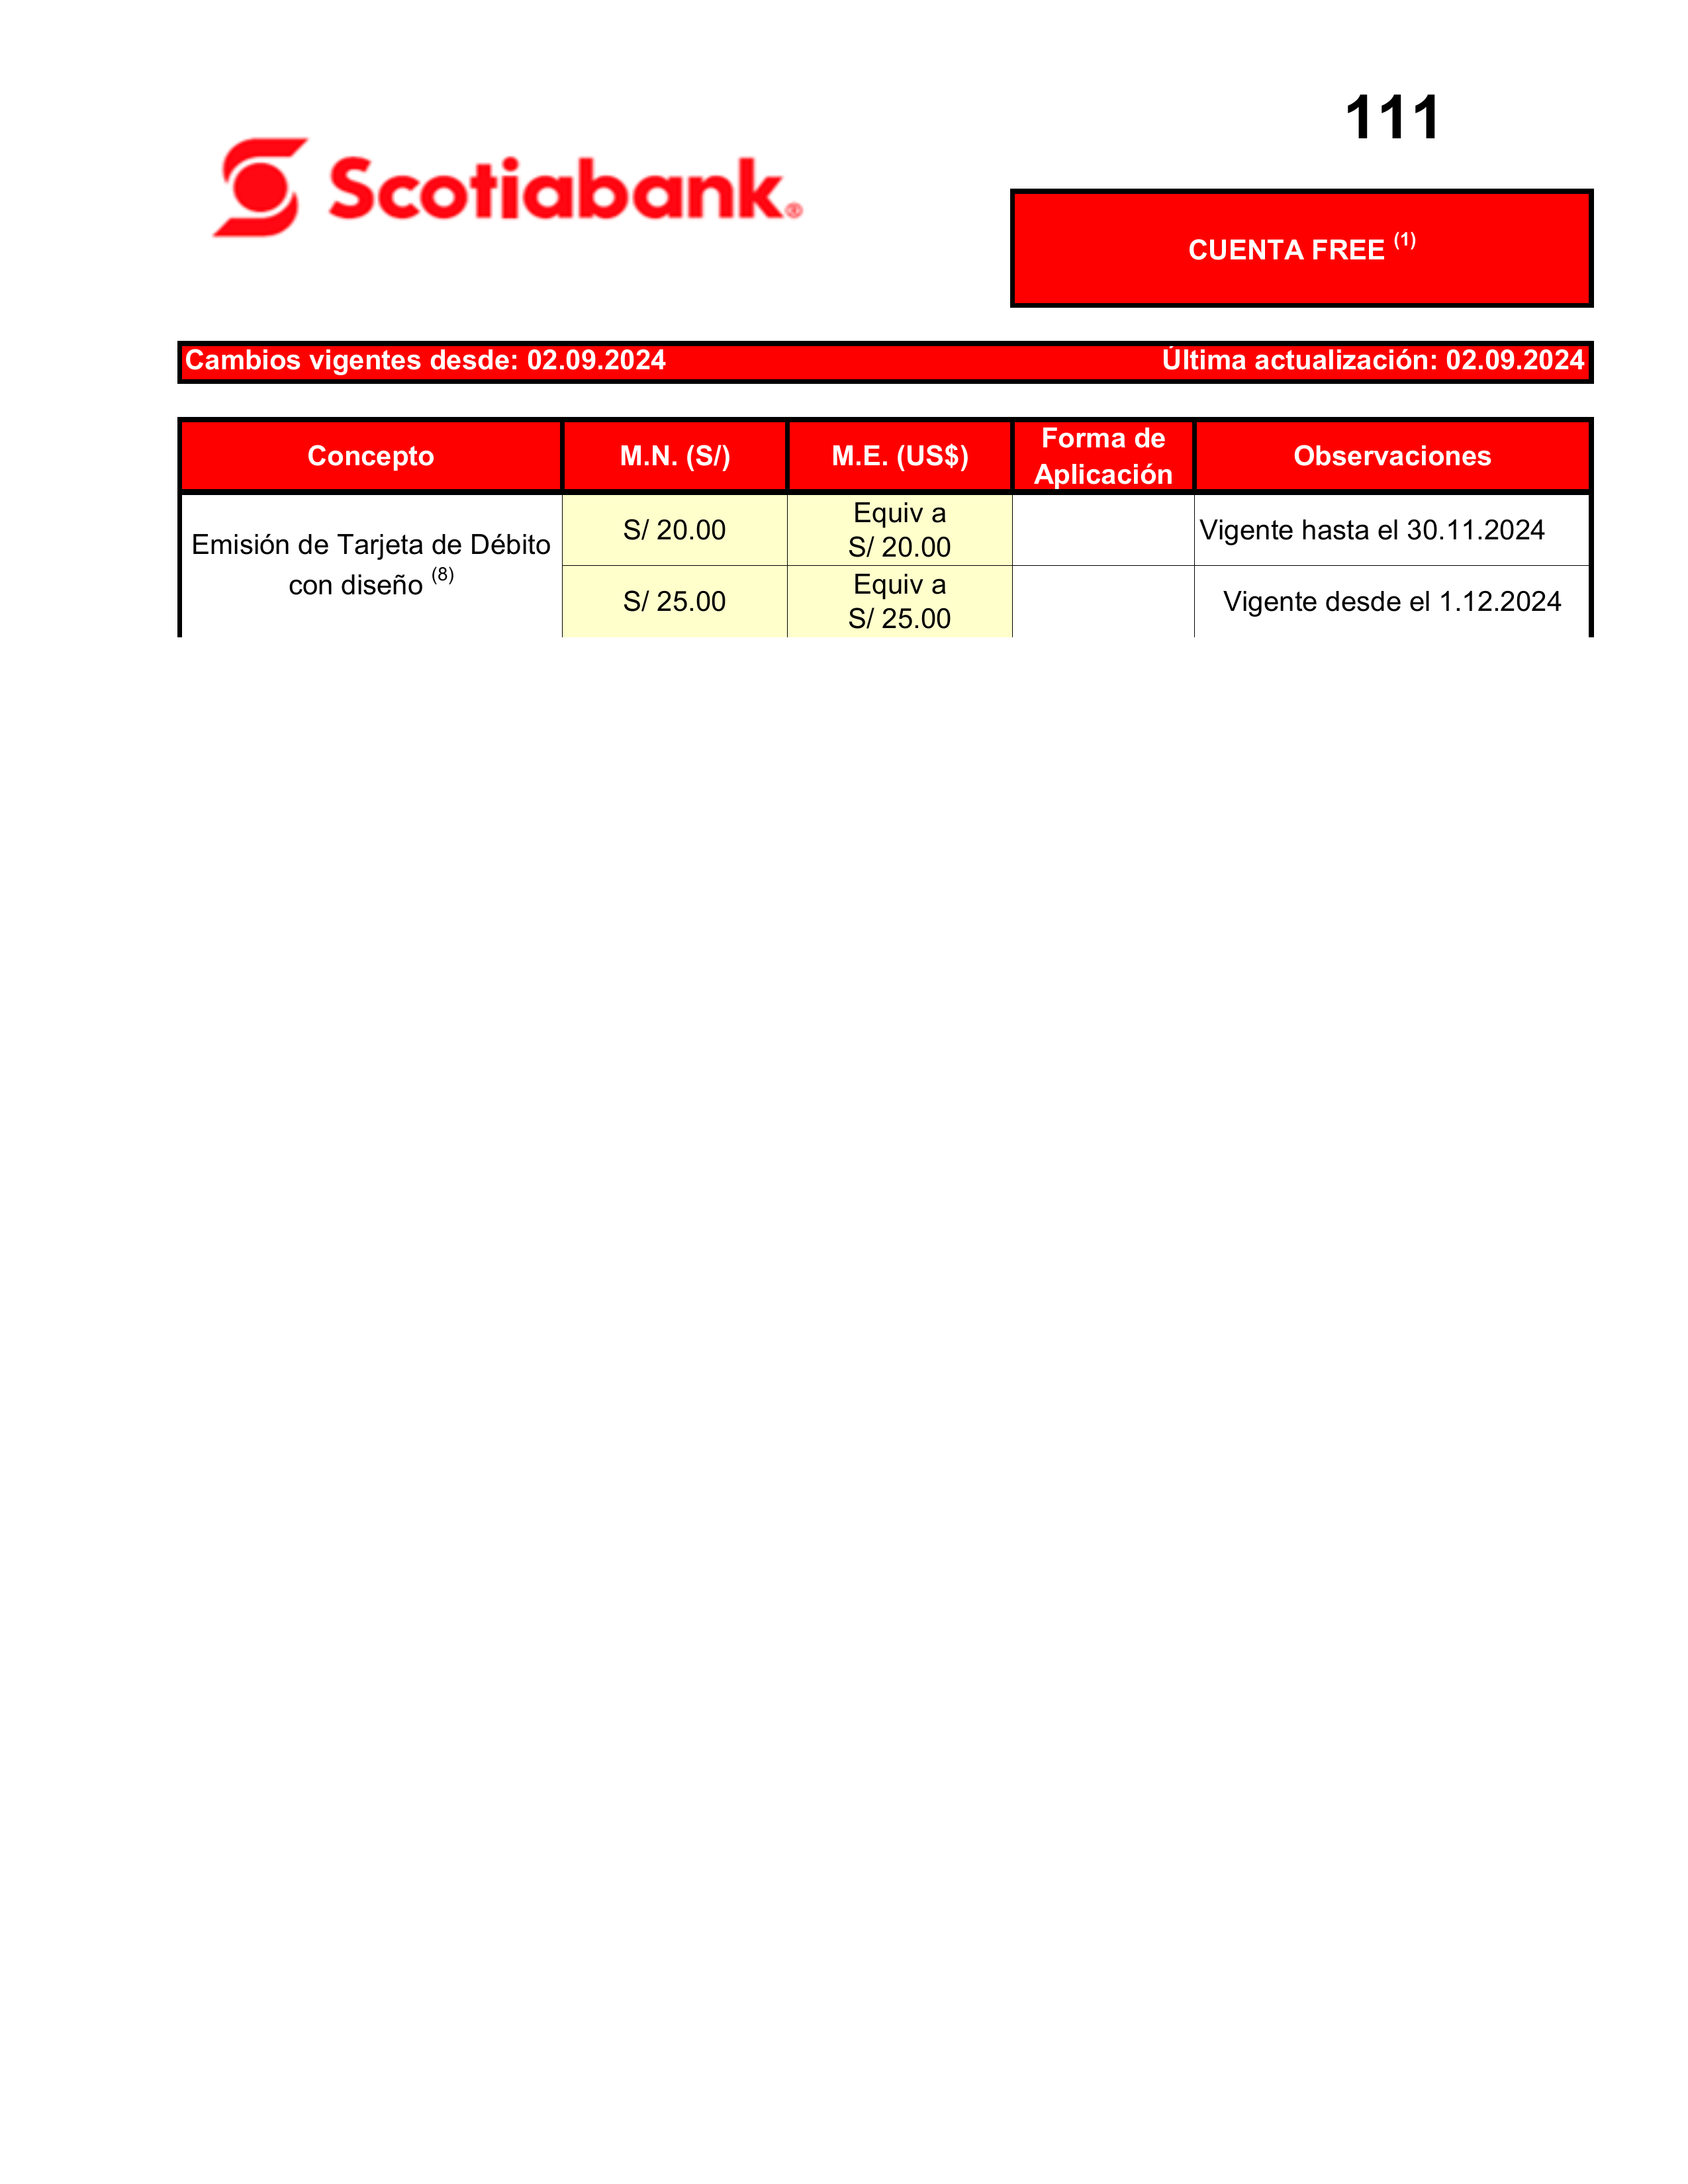 111
Scotiabank®
CUENTA FREE (1)
Cambios vigentes desde: 02.09.2024 Última actualización: 02.09.2024
Concepto M.N. (S/) M.E. (US$) Forma de Aplicación Observaciones
Emisión de Tarjeta de Débito
con diseño (8)
S/ 20.00 Equiv a S/ 20.00 Vigente hasta el 30.11.2024
S/ 25.00 Equiv a S/ 25.00 Vigente desde el 1.12.2024